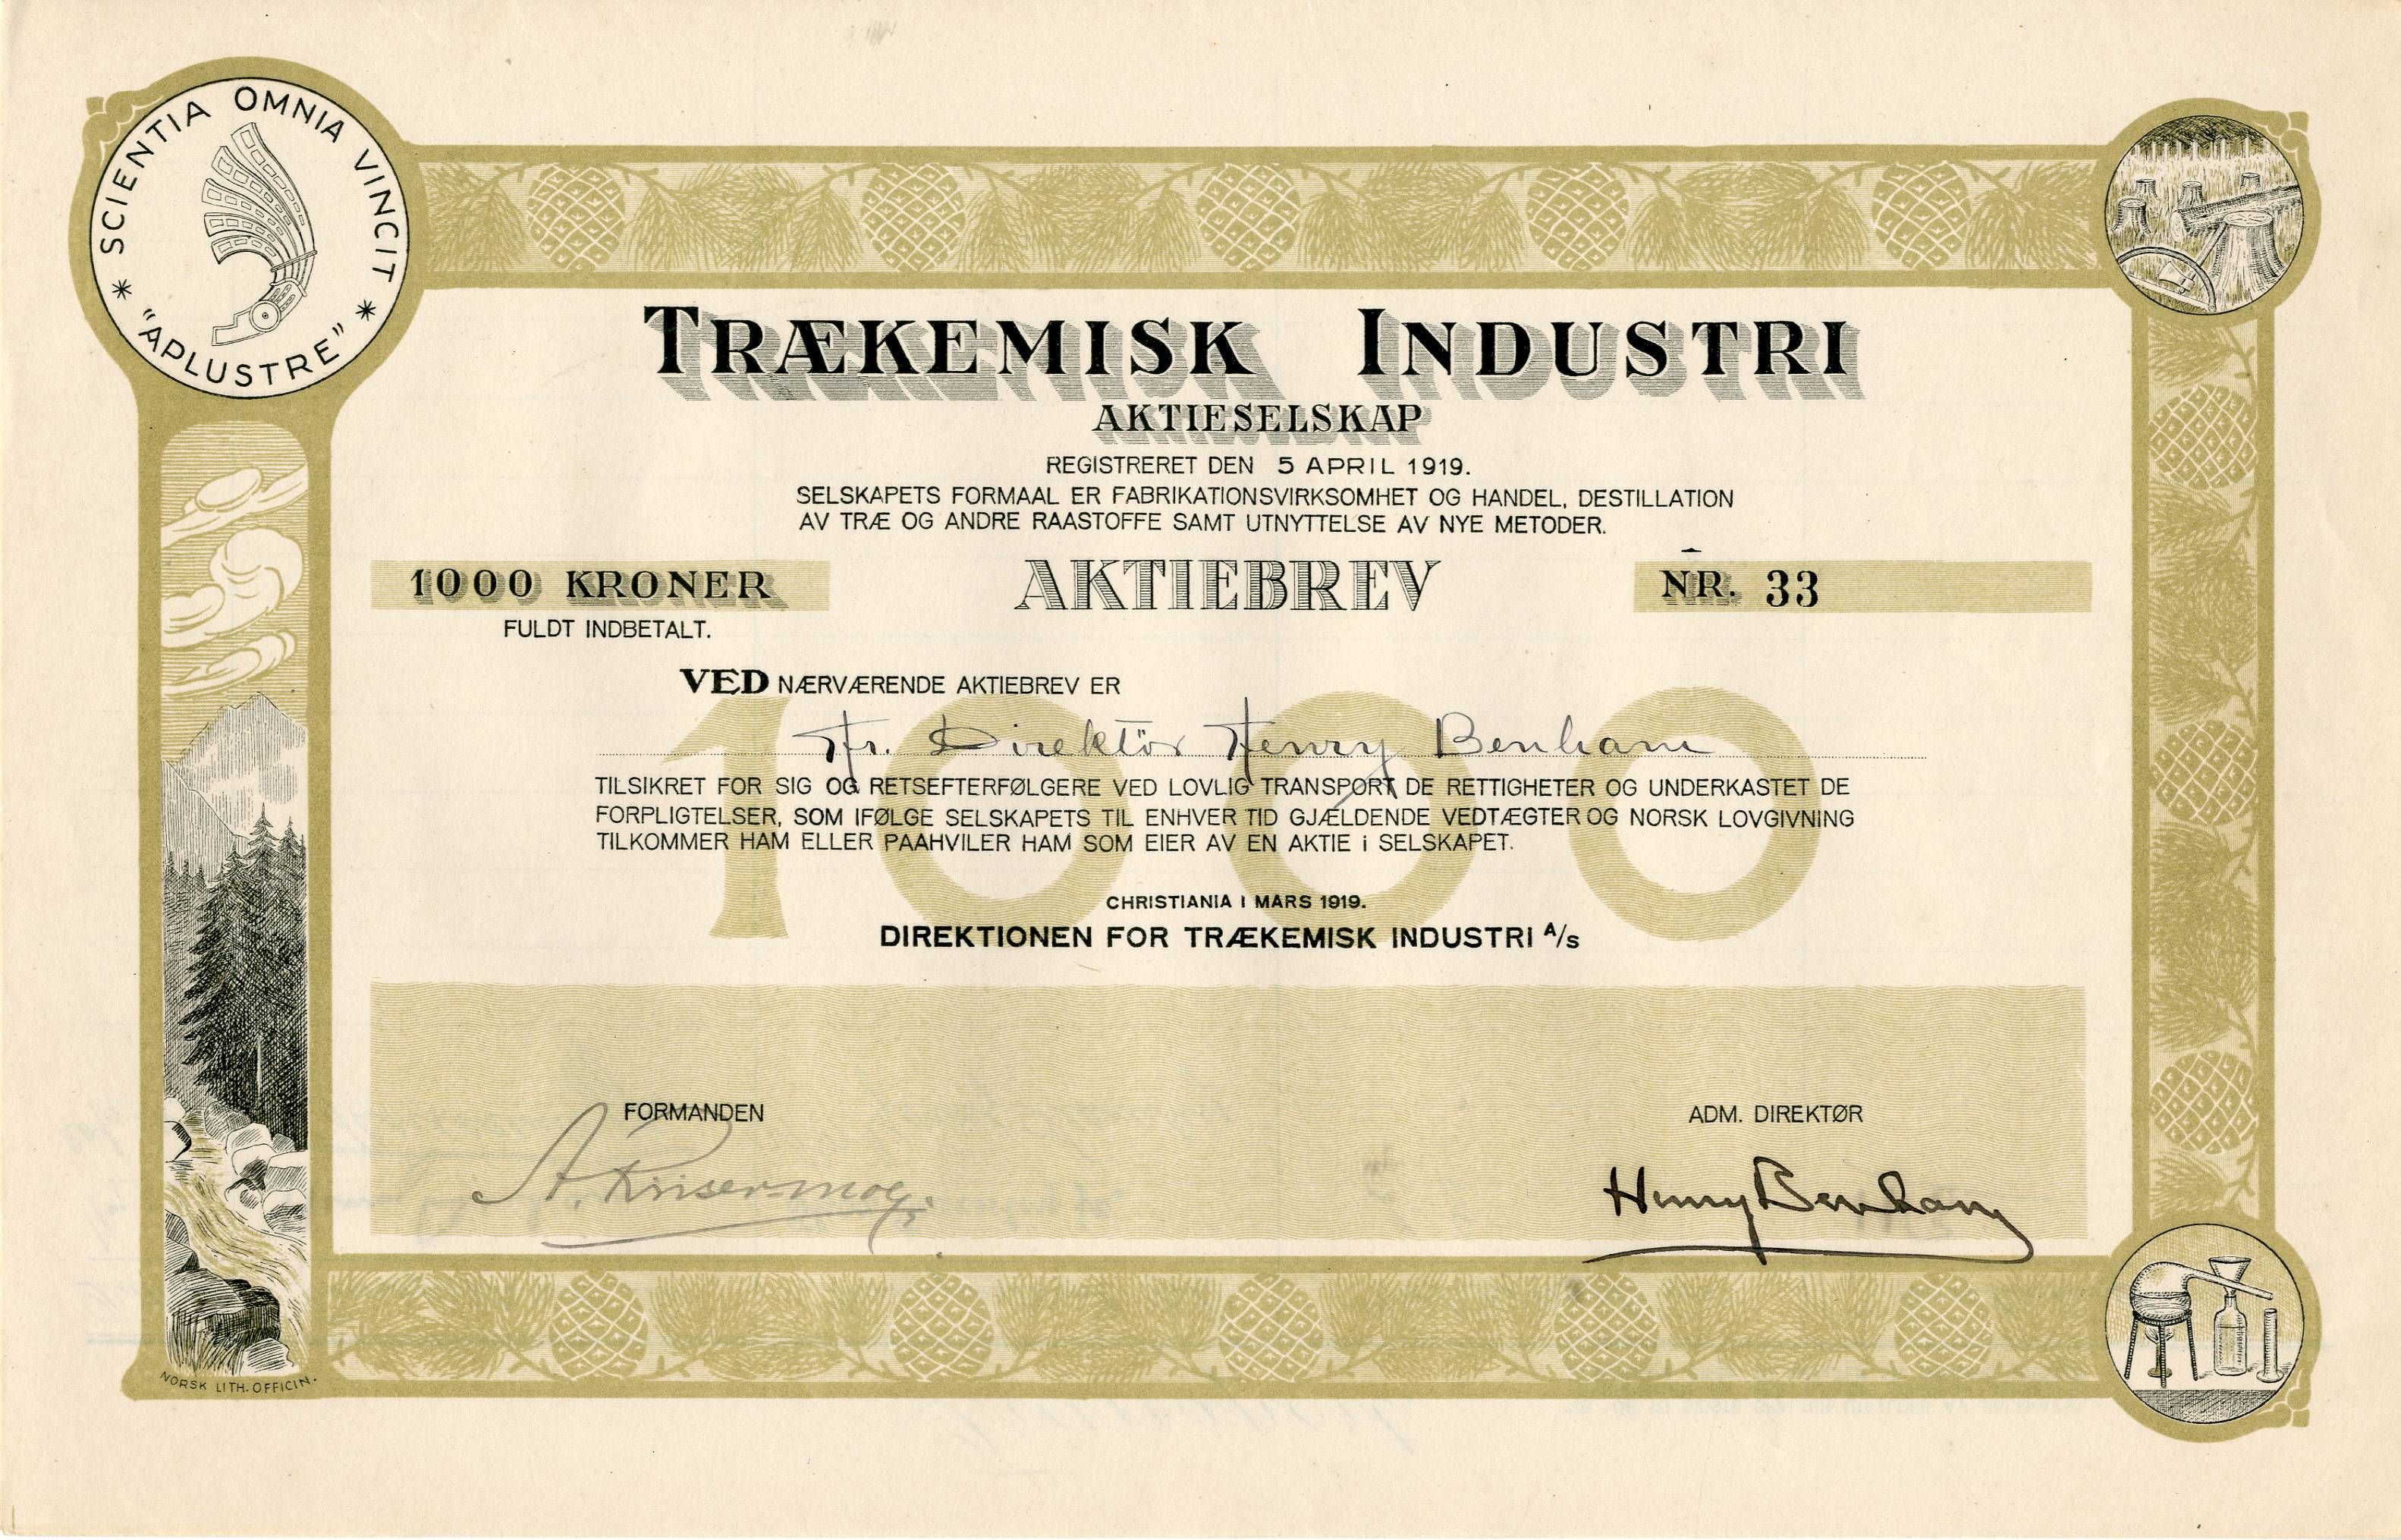 SCIENTIA OMNIA VINCIT
* "APLUSTRE" *
TRÆKEMISK INDUSTRI
AKTIESELSKAP
REGISTRERET DEN 5 APRIL 1919.
SELSKAPETS FORMAAL ER FABRIKATIONSVIRKSOMHET OG HANDEL, DESTILLATION
AV TRÆ OG ANDRE RAASTOFFE SAMT UTNYTTELSE AV NYE METODER.
1000 KRONER AKTIEBREV NR. 33
FULDT INDBETALT.
VED NÆRVÆRENDE AKTIEBREV ER
1000
Hr. Direktör Henry Benham
TILSIKRET FOR SIG OG RETSEFTERFØLGERE VED LOVLIG TRANSPORT DE RETTIGHETER OG UNDERKASTET DE
FORPLIGTELSER, SOM IFØLGE SELSKAPETS TIL ENHVER TID GJÆLDENDE VEDTÆGTER OG NORSK LOVGIVNING
TILKOMMER HAM ELLER PAAHVILER HAM SOM EIER AV EN AKTIE i SELSKAPET.
CHRISTIANIA I MARS 1919.
DIREKTIONEN FOR TRÆKEMISK INDUSTRI A/S
FORMANDEN ADM. DIREKTØR
Henry Benham
NORSK LITH. OFFICIN.